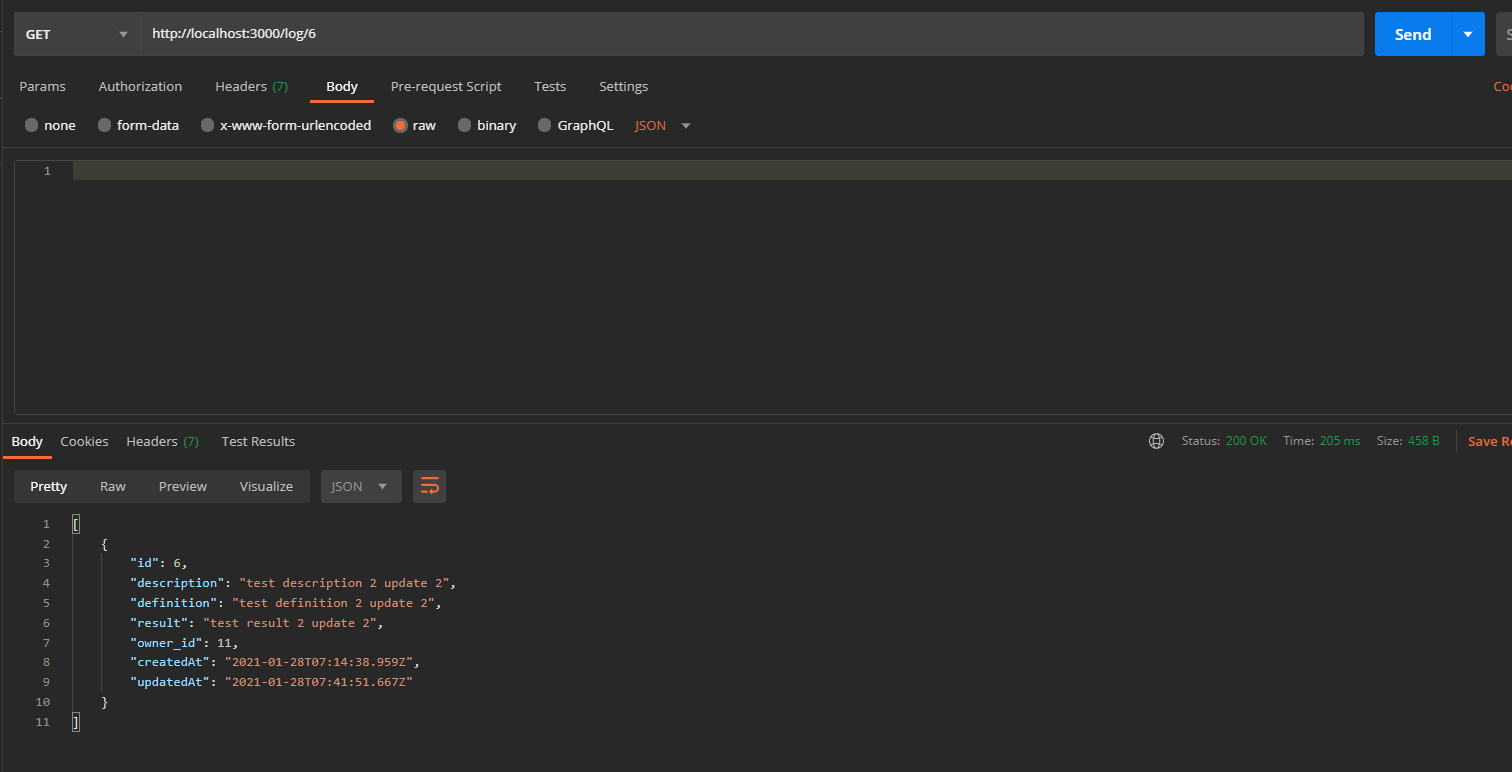 GET http://localhost:3000/log/6 Send
Params Authorization Headers (7) Body Pre-request Script Tests Settings
none form-data x-www-form-urlencoded raw binary GraphQL JSON
1
Body Cookies Headers (7) Test Results Status: 200 OK Time: 205 ms Size: 458 B Save
Pretty Raw Preview Visualize JSON
1 [
2 {
3 "id": 6,
4 "description": "test description 2 update 2",
5 "definition": "test definition 2 update 2",
6 "result": "test result 2 update 2",
7 "owner_id": 11,
8 "createdAt": "2021-01-28T07:14:38.959Z",
9 "updatedAt": "2021-01-28T07:41:51.667Z"
10 }
11 ]